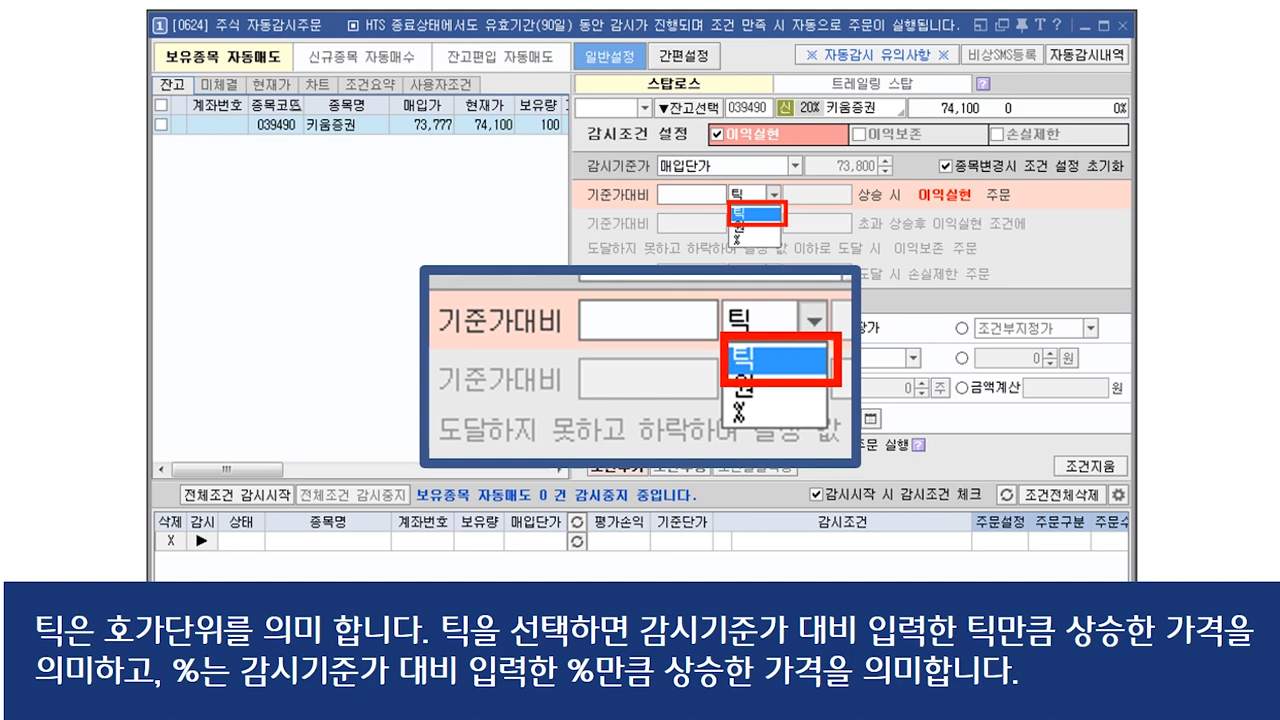 1 [0624] 주식 자동감시주문 ▣ HTS 종료상태에서도 유효기간(90일) 동안 감시가 진행되며 조건 만족 시 자동으로 주문이 실행됩니다. T ?
보유종목 자동매도 신규종목 자동매수 잔고편입 자동매도 일반설정 간편설정 ※ 자동감시 유의사항 ※ 비상SMS등록 자동감시내역
잔고 미체결 현재가 차트 조건요약 사용자조건 스탑로스 트레일링 스탑 ?
계좌번호 종목코드 종목명 매입가 현재가 보유량
039490 키움증권 73,777 74,100 100
▼잔고선택 039490 신 20% 키움증권 74,100 0 0%
감시조건 설정 이익실현 이익보존 손실제한
감시기준가 매입단가 73,800 종목변경시 조건 설정 초기화
기준가대비 틱 상승 시 이익실현 주문
틱
원
%
기준가대비 초과 상승후 이익실현 조건에
도달하지 못하고 하락하여 설정 값 이하로 도달 시 이익보존 주문
도달 시 손실제한 주문
기준가대비 틱
틱
원
%
기준가대비
도달하지 못하고 하락하여 설정 값
장가 조건부지정가
0 원
0 주 금액계산 원
주문 실행 ?
조건지움
전체조건 감시시작 전체조건 감시중지 보유종목 자동매도 0 건 감시중지 중입니다. 감시시작 시 감시조건 체크 조건전체삭제
삭제 감시 상태 종목명 계좌번호 보유량 매입단가 평가손익 기준단가 감시조건 주문설정 주문구분 주문수
X ▶
틱은 호가단위를 의미 합니다. 틱을 선택하면 감시기준가 대비 입력한 틱만큼 상승한 가격을
의미하고, %는 감시기준가 대비 입력한 %만큼 상승한 가격을 의미합니다.